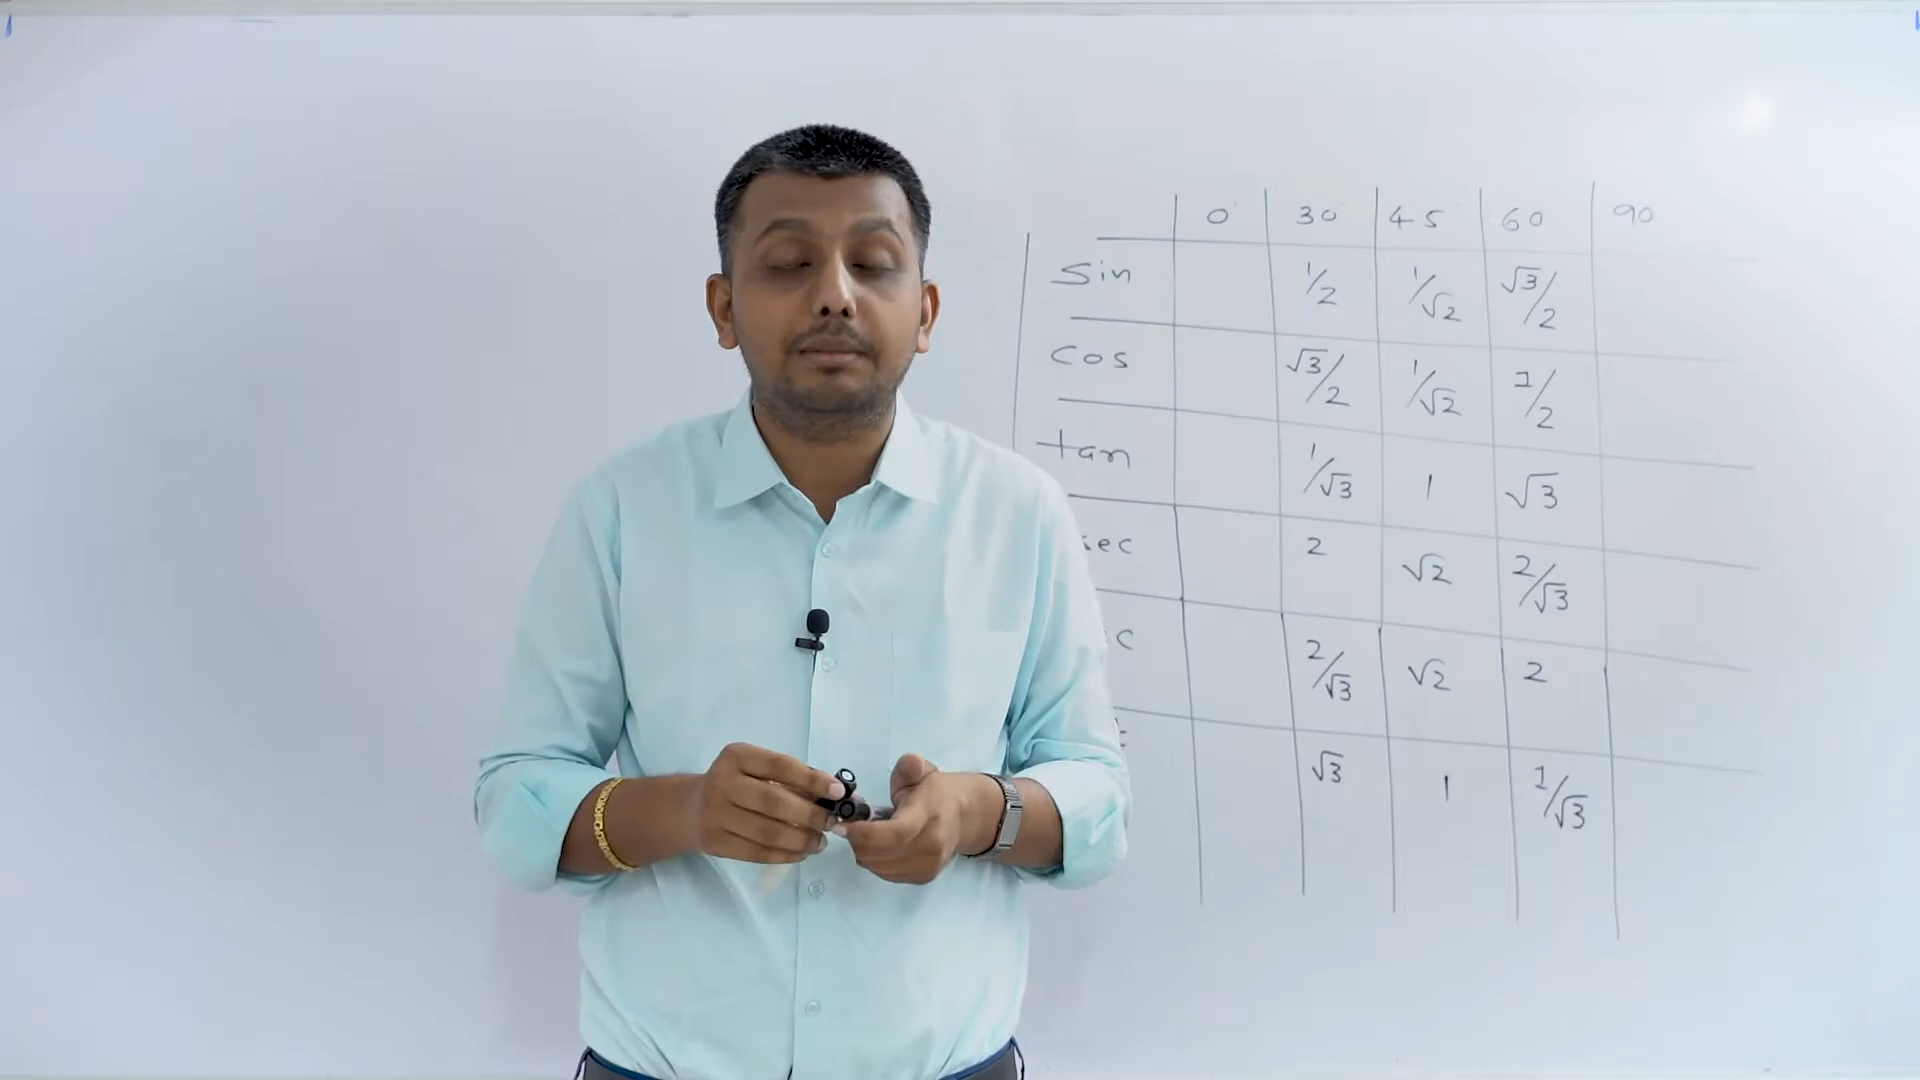 0 30 45 60 90
Sin 1/2 1/√2 √3/2
Cos √3/2 1/√2 1/2
tan 1/√3 1 √3
sec 2 √2 2/√3
c 2/√3 √2 2
√3 1 1/√3